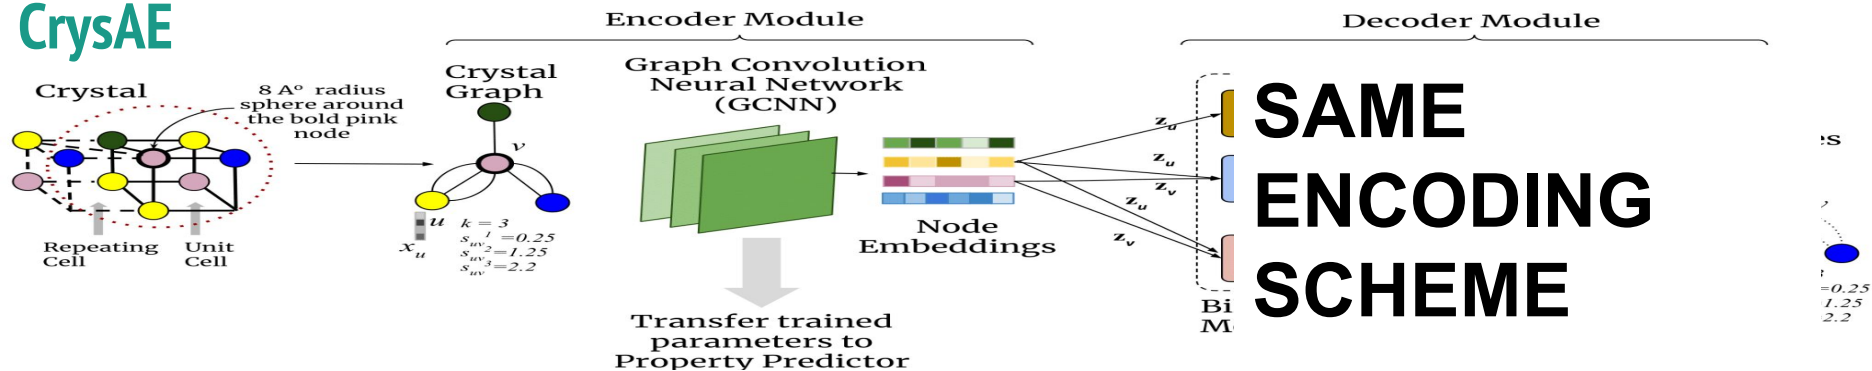 CrysAE
Encoder Module
Decoder Module
Crystal
8 A° radius
sphere around
the bold pink
node
Crystal
Graph
v
u
x_u
k = 3
s_uv^1 =0.25
s_uv^2=1.25
s_uv^3=2.2
Repeating
Cell
Unit
Cell
Graph Convolution
Neural Network
(GCNN)
Transfer trained
parameters to
Property Predictor
Node
Embeddings
z_u
z_u
z_v
z_u
z_v
SAME
ENCODING
SCHEME
Bi
M
es
=0.25
1.25
2.2